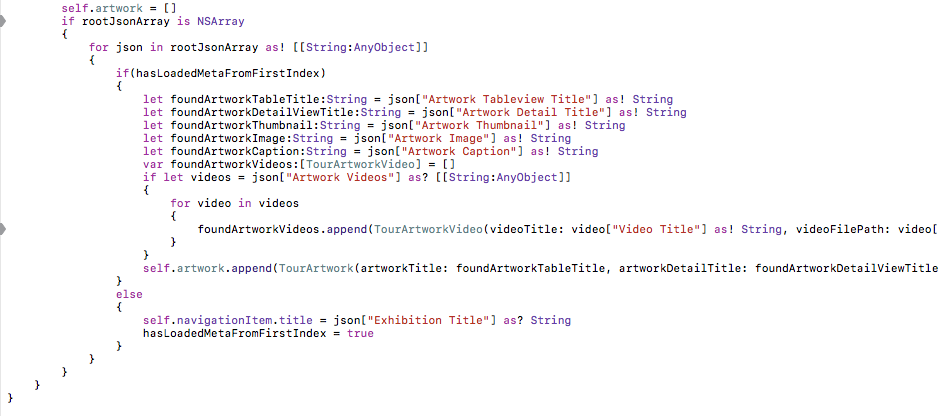 self.artwork = []
if rootJsonArray is NSArray
{
for json in rootJsonArray as! [[String:AnyObject]]
{
if(hasLoadedMetaFromFirstIndex)
{
let foundArtworkTableTitle:String = json["Artwork Tableview Title"] as! String
let foundArtworkDetailViewTitle:String = json["Artwork Detail Title"] as! String
let foundArtworkThumbnail:String = json["Artwork Thumbnail"] as! String
let foundArtworkImage:String = json["Artwork Image"] as! String
let foundArtworkCaption:String = json["Artwork Caption"] as! String
var foundArtworkVideos:[TourArtworkVideo] = []
if let videos = json["Artwork Videos"] as? [[String:AnyObject]]
{
for video in videos
{
foundArtworkVideos.append(TourArtworkVideo(videoTitle: video["Video Title"] as! String, videoFilePath: video[
}
}
self.artwork.append(TourArtwork(artworkTitle: foundArtworkTableTitle, artworkDetailTitle: foundArtworkDetailViewTitle
}
else
{
self.navigationItem.title = json["Exhibition Title"] as? String
hasLoadedMetaFromFirstIndex = true
}
}
}
}
}